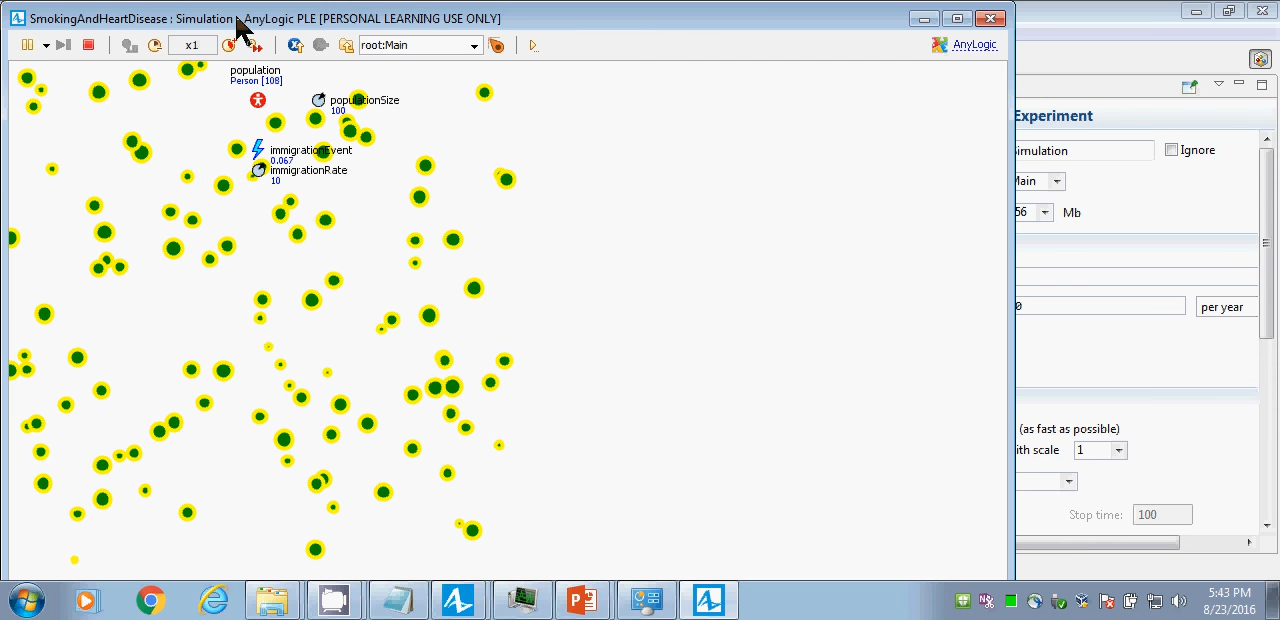 SmokingAndHeartDisease : Simulation - AnyLogic PLE [PERSONAL LEARNING USE ONLY]
x1
root:Main
AnyLogic
population
Person [108]
populationSize
100
immigrationEvent
0.067
immigrationRate
10
Experiment
Simulation
Ignore
Main
56
Mb
0
per year
(as fast as possible)
ith scale
1
Stop time:
100
5:43 PM
8/23/2016